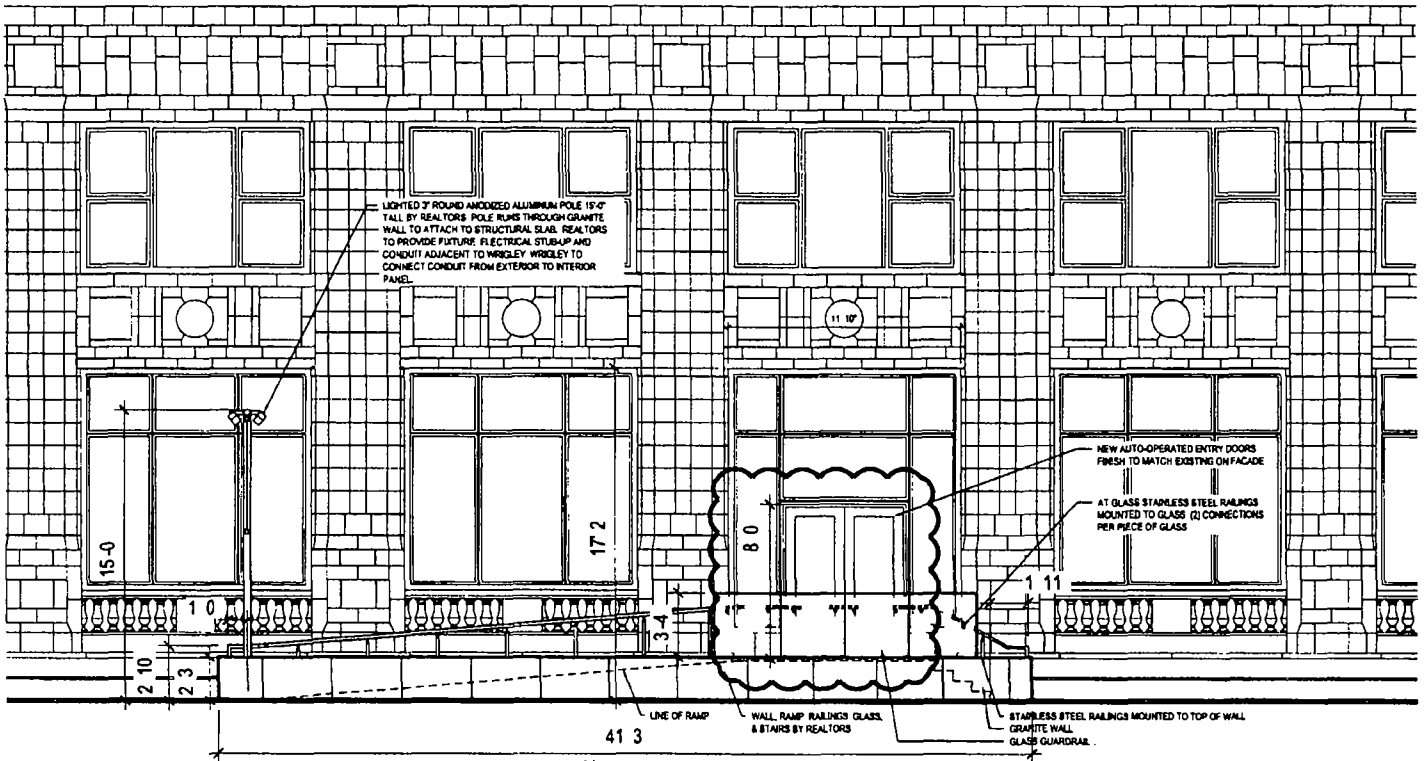 LIGHTED 3" ROUND ANODIZED ALUMINUM POLE 15'-0"
TALL BY REALTORS POLE RUNS THROUGH GRANITE
WALL TO ATTACH TO STRUCTURAL SLAB. REALTORS
TO PROVIDE FIXTURE, ELECTRICAL STUB-UP AND
CONDUIT ADJACENT TO WRIGLEY WRIGLEY TO
CONNECT CONDUIT FROM EXTERIOR TO INTERIOR
PANEL
11 10"
NEW AUTO-OPERATED ENTRY DOORS
FINISH TO MATCH EXISTING ON FACADE
AT GLASS STAINLESS STEEL RAILINGS
MOUNTED TO GLASS (2) CONNECTIONS
PER PIECE OF GLASS
15-0
17' 2
8 0
1 11
1 0
3-4
2 10
2 3
LINE OF RAMP
WALL, RAMP RAILINGS GLASS,
& STAIRS BY REALTORS
STAINLESS STEEL RAILINGS MOUNTED TO TOP OF WALL
GRANITE WALL
GLASS GUARDRAIL
41 3